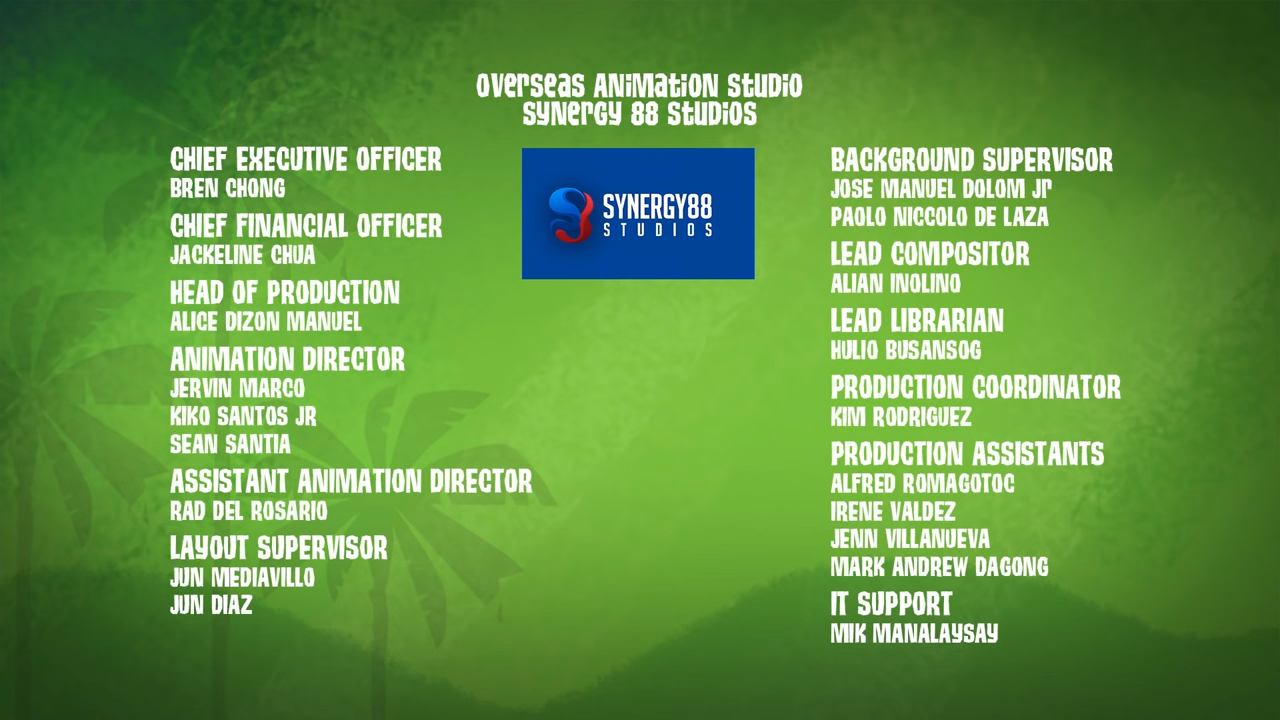 Overseas Animation Studio
Synergy 88 Studios
SYNERGY88
STUDIOS
CHIEF EXECUTIVE OFFICER
BREN CHONG
CHIEF FINANCIAL OFFICER
JACKELINE CHUA
HEAD OF PRODUCTION
ALICE DIZON MANUEL
ANIMATION DIRECTOR
JERVIN MARCO
KIKO SANTOS JR
SEAN SANTIA
ASSISTANT ANIMATION DIRECTOR
RAD DEL ROSARIO
LAYOUT SUPERVISOR
JUN MEDIAVILLO
JUN DIAZ
BACKGROUND SUPERVISOR
JOSE MANUEL DOLOM Jr
PAOLO NICCOLO DE LAZA
LEAD COMPOSITOR
ALIAN INOLINO
LEAD LIBRARIAN
HULIO BUSANSOG
PRODUCTION COORDINATOR
KIM RODRIGUEZ
PRODUCTION ASSISTANTS
ALFRED ROMAGOTOC
IRENE VALDEZ
JENN VILLANUEVA
MARK ANDREW DAGONG
IT SUPPORT
MIK MANALAYSAY